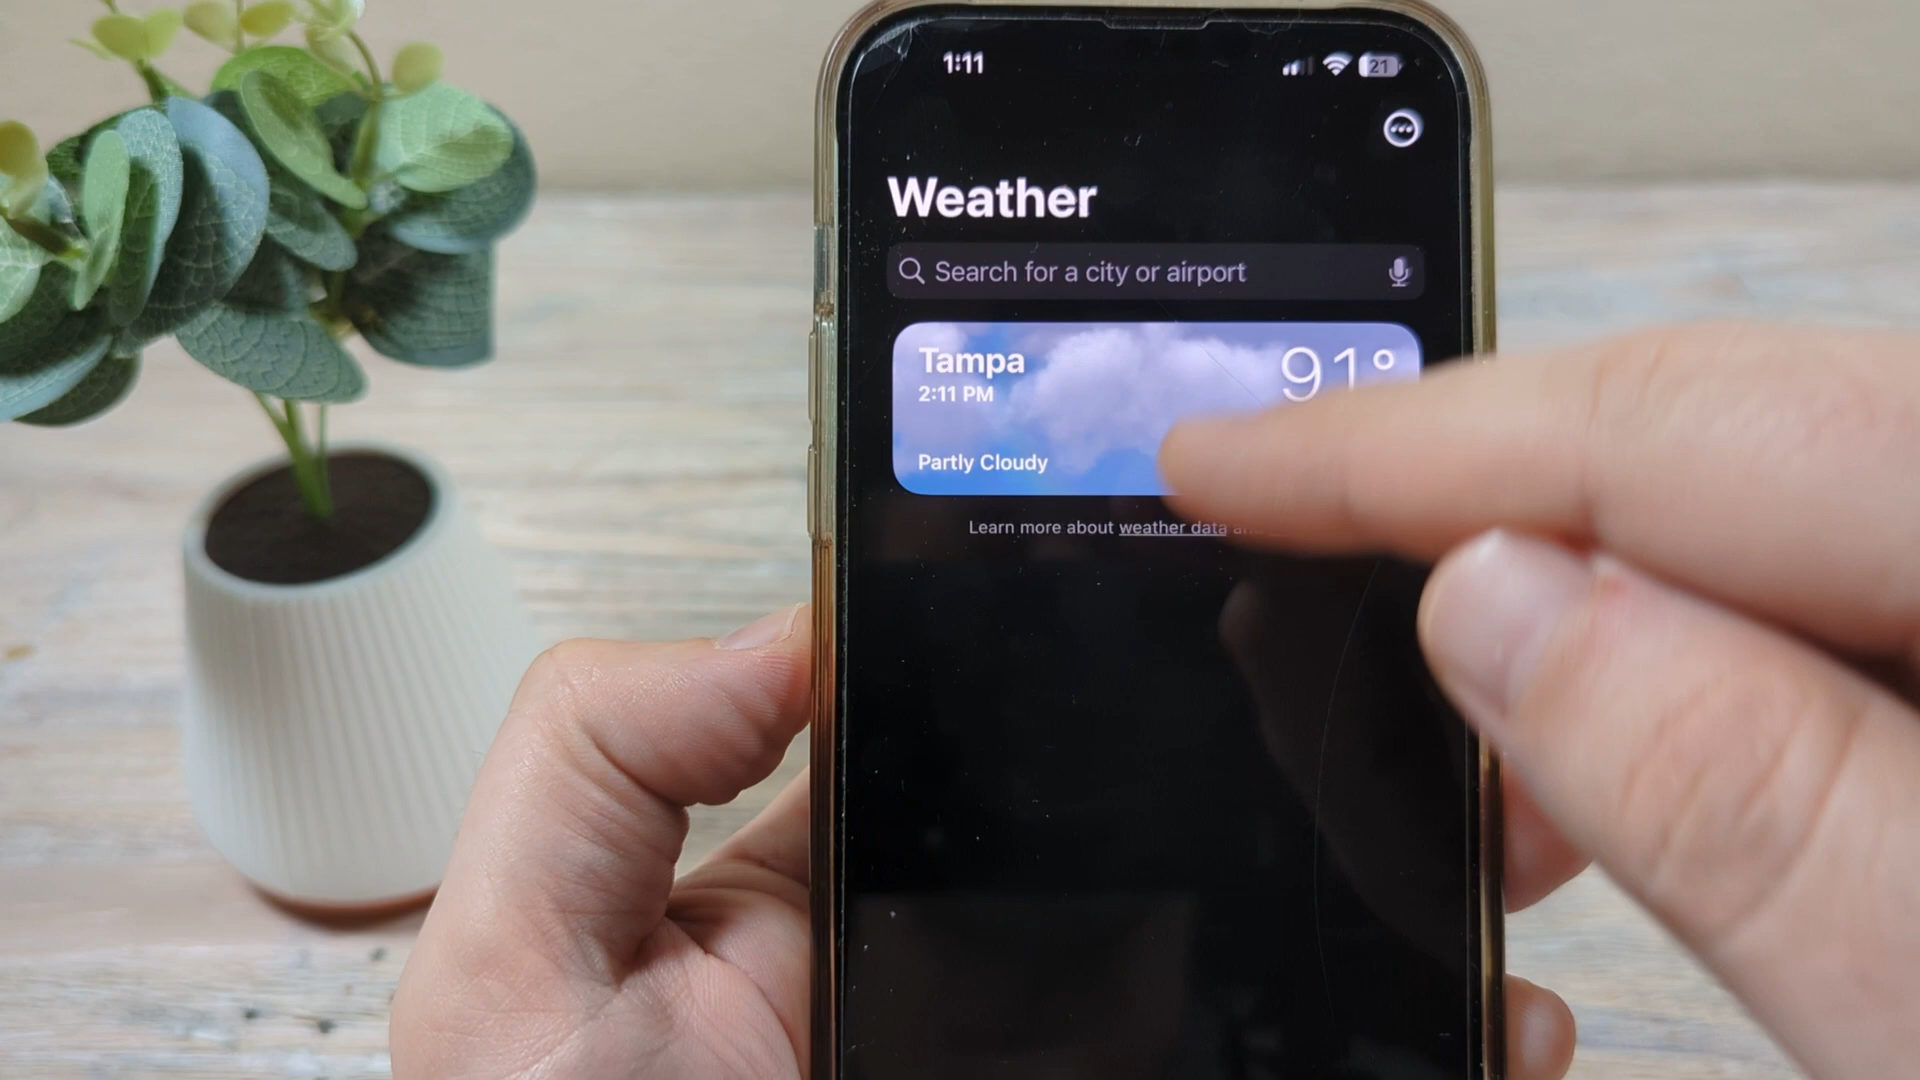 1:11
21
Weather
Search for a city or airport
Tampa
91°
2:11 PM
Partly Cloudy
Learn more about weather data